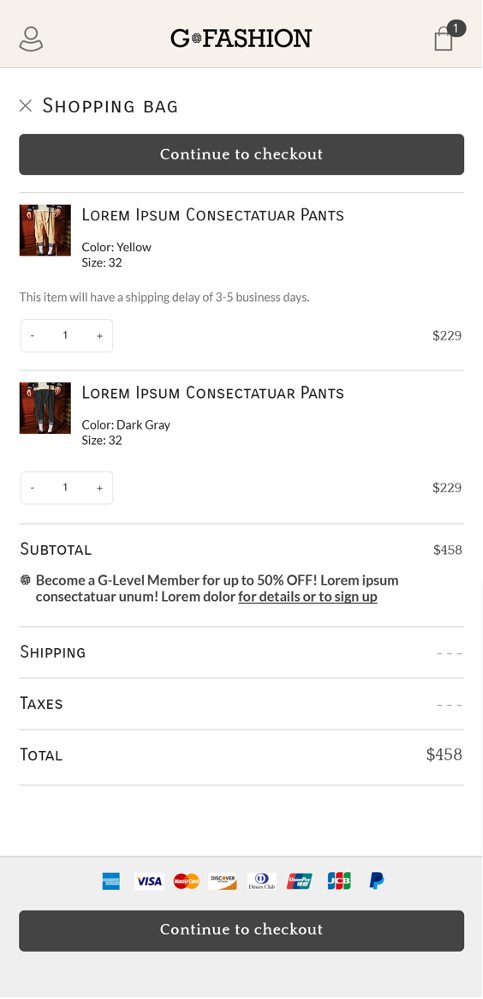 G FASHION
1
Shopping bag
Continue to checkout
Lorem Ipsum Consectatuar Pants
Color: Yellow
Size: 32
This item will have a shipping delay of 3-5 business days.
- 1 +
$229
Lorem Ipsum Consectatuar Pants
Color: Dark Gray
Size: 32
- 1 +
$229
Subtotal
$458
Become a G-Level Member for up to 50% OFF! Lorem ipsum
consectatuar unum! Lorem dolor for details or to sign up
Shipping
- - -
Taxes
- - -
Total
$458
VISA
MasterCard
DISCOVER
Diners Club
UnionPay
JCB
Continue to checkout